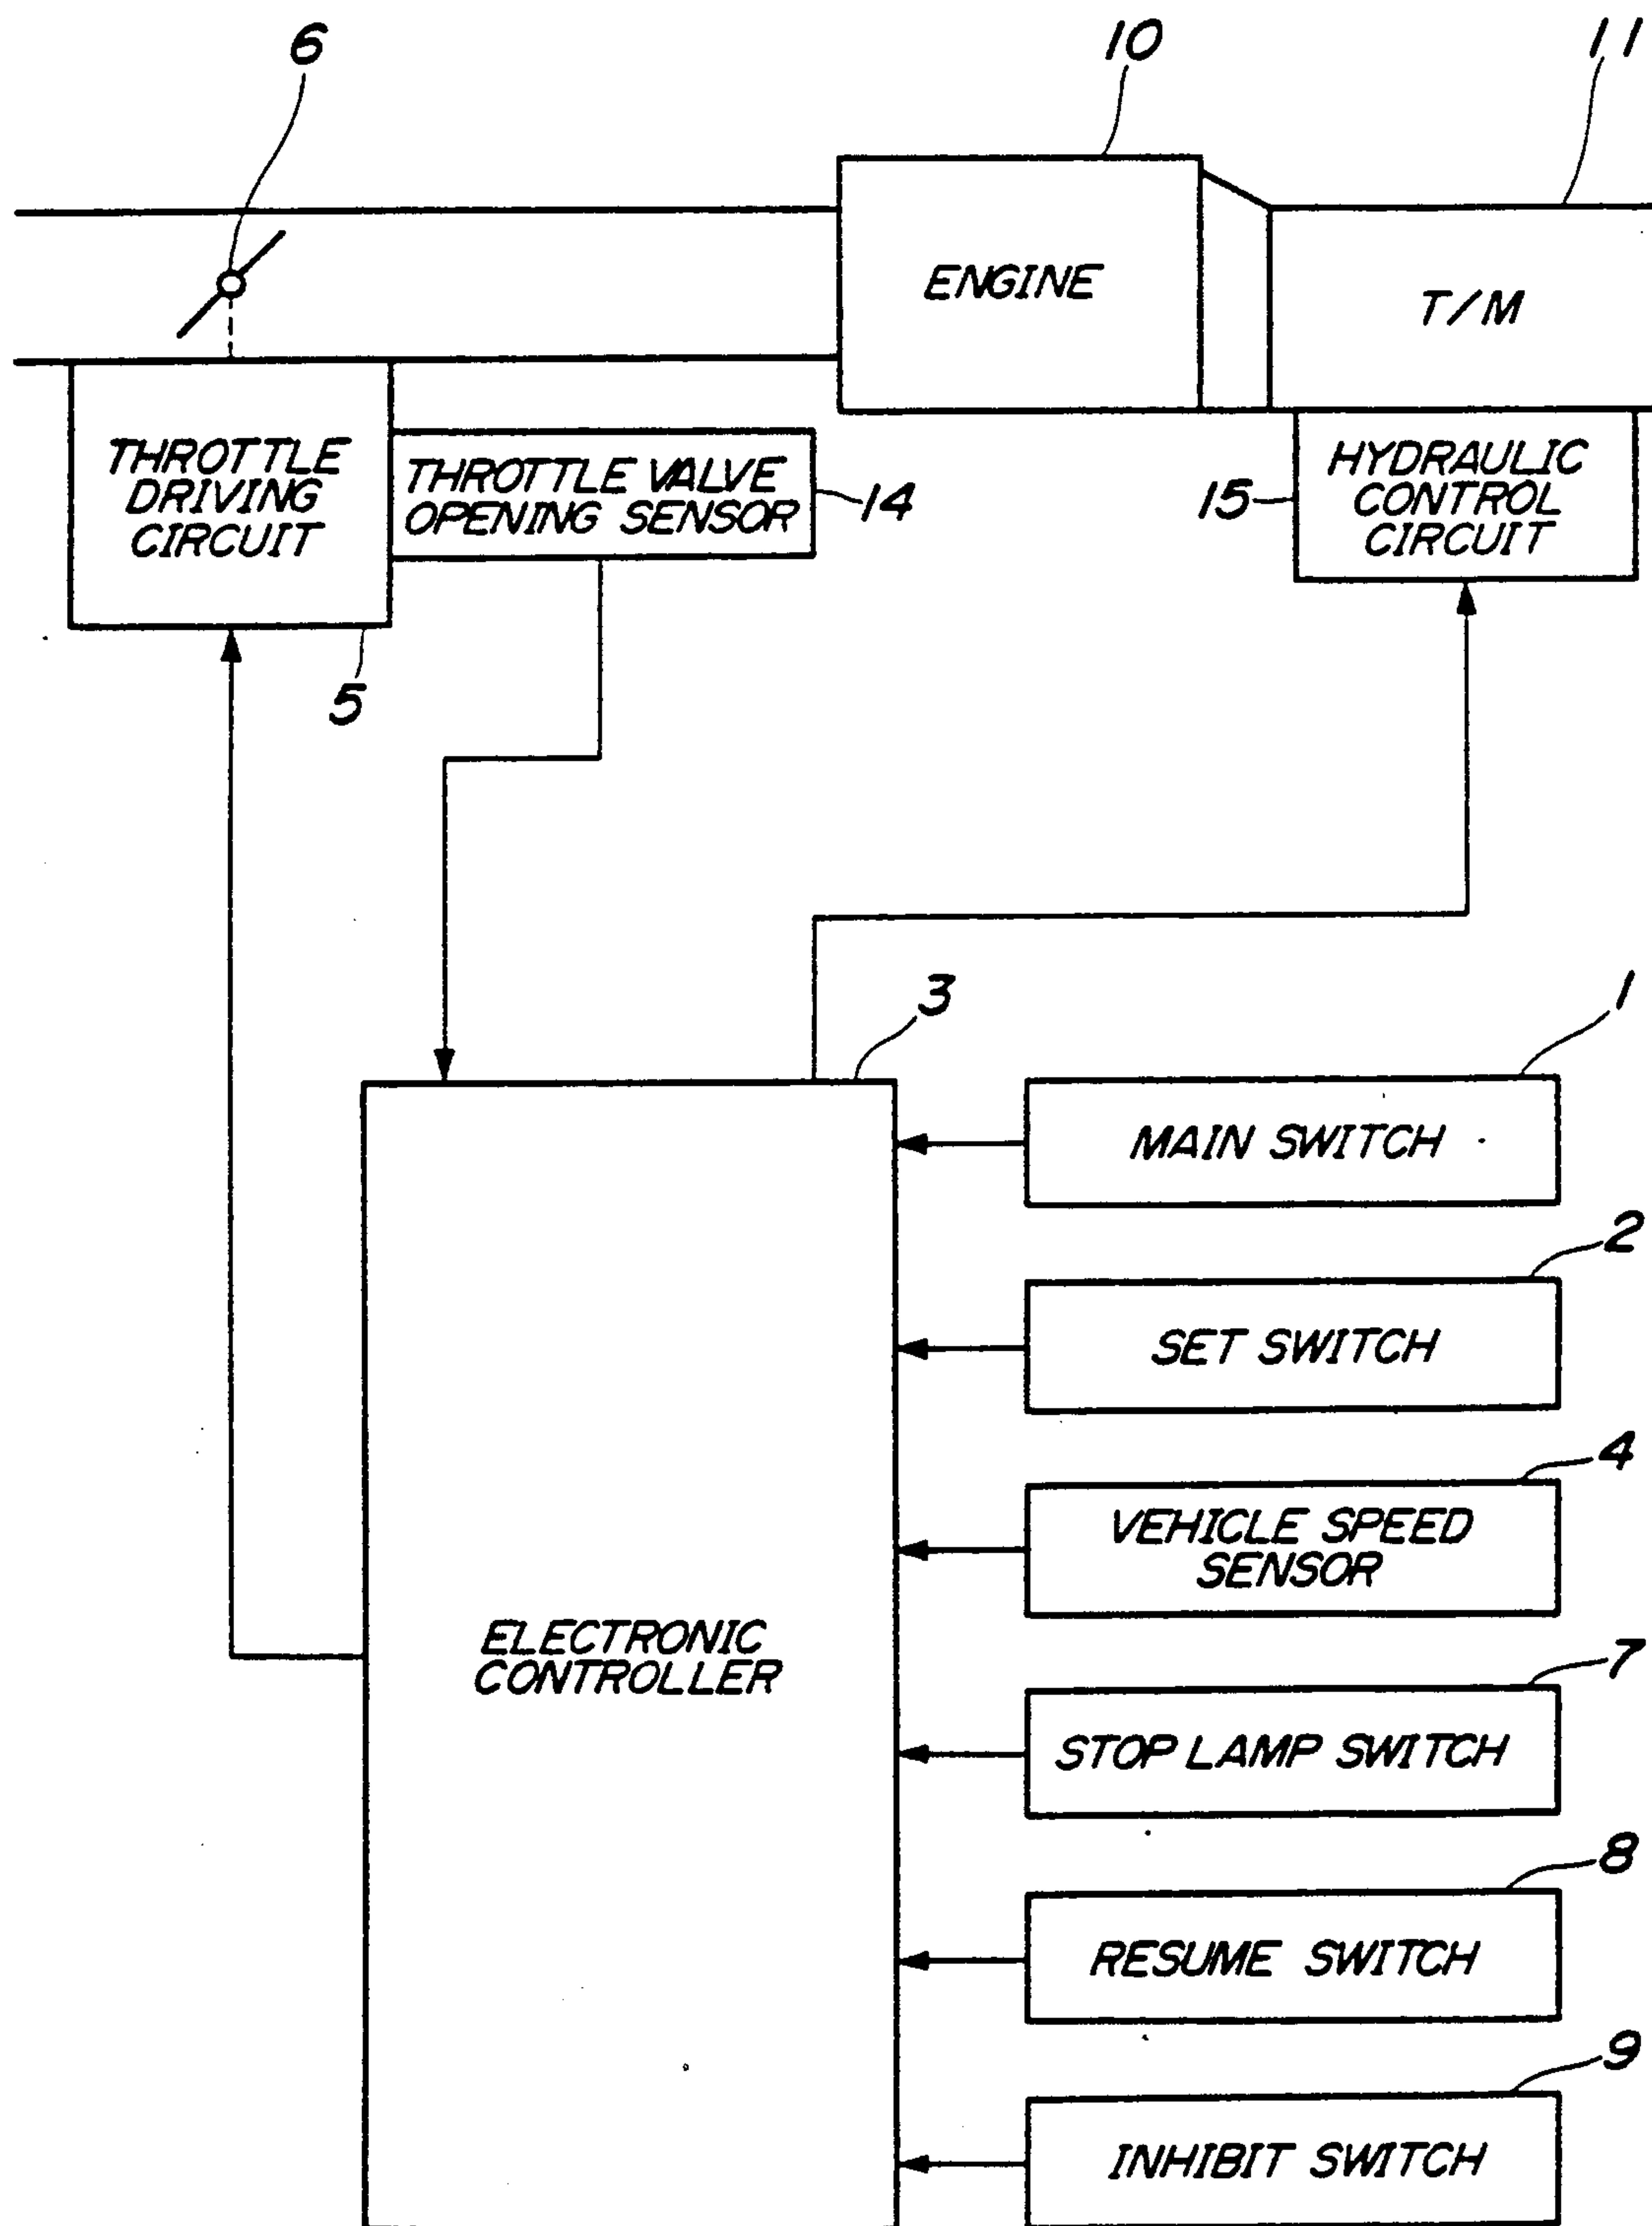 6
10
11
ENGINE
T/M
THROTTLE
DRIVING
CIRCUIT
THROTTLE VALVE
OPENING SENSOR
14
15
HYDRAULIC
CONTROL
CIRCUIT
5
3
1
MAIN SWITCH
2
SET SWITCH
4
VEHICLE SPEED
SENSOR
ELECTRONIC
CONTROLLER
7
STOP LAMP SWITCH
8
RESUME SWITCH
9
INHIBIT SWITCH